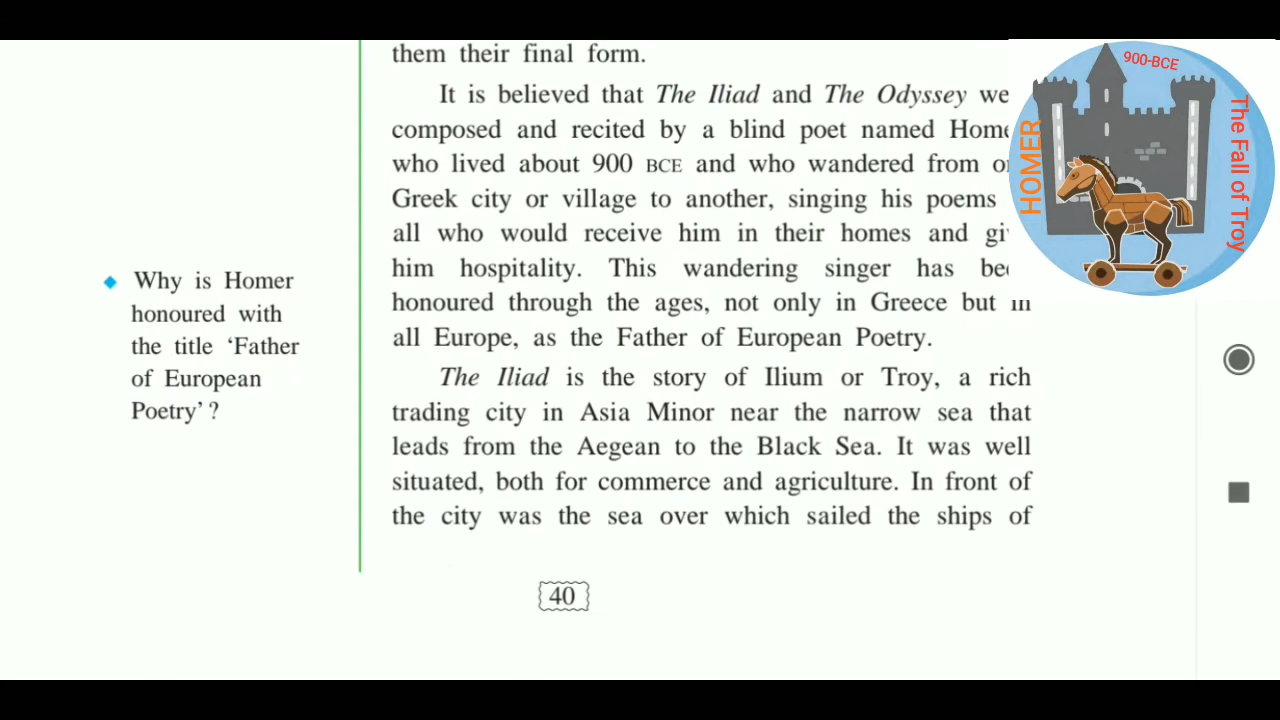 them their final form.
It is believed that The Iliad and The Odyssey we
composed and recited by a blind poet named Hom
who lived about 900 BCE and who wandered from
Greek city or village to another, singing his poems
all who would receive him in their homes and gi
him hospitality. This wandering singer has be
honoured through the ages, not only in Greece but in
all Europe, as the Father of European Poetry.
The Iliad is the story of Ilium or Troy, a rich
trading city in Asia Minor near the narrow sea that
leads from the Aegean to the Black Sea. It was well
situated, both for commerce and agriculture. In front of
the city was the sea over which sailed the ships of
Why is Homer
honoured with
the title ‘Father
of European
Poetry’ ?
40
900-BCE
HOMER
The Fall of Troy